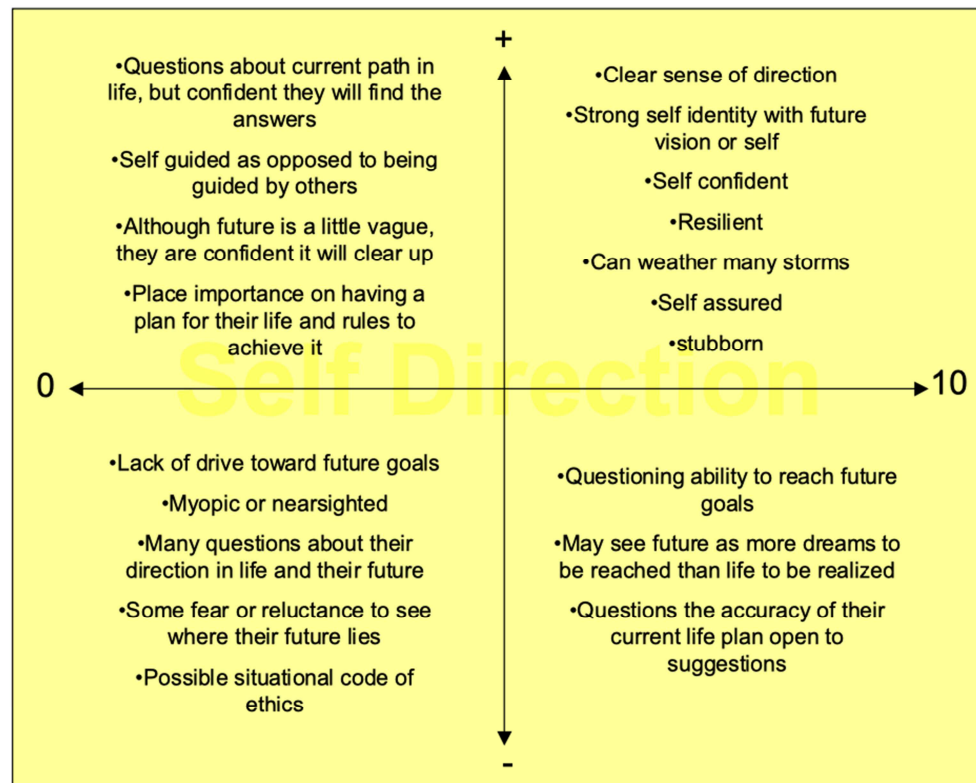 +
•Questions about current path in
life, but confident they will find the
answers
•Self guided as opposed to being
guided by others
•Although future is a little vague,
they are confident it will clear up
•Place importance on having a
plan for their life and rules to
achieve it
•Clear sense of direction
•Strong self identity with future
vision or self
•Self confident
•Resilient
•Can weather many storms
•Self assured
•stubborn
Self Direction
0
10
•Lack of drive toward future goals
•Myopic or nearsighted
•Many questions about their
direction in life and their future
•Some fear or reluctance to see
where their future lies
•Possible situational code of
ethics
•Questioning ability to reach future
goals
•May see future as more dreams to
be reached than life to be realized
•Questions the accuracy of their
current life plan open to
suggestions
-